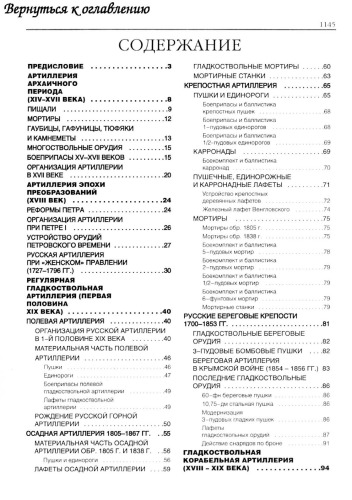 Вернуться к оглавлению
1145
СОДЕРЖАНИЕ
ПРЕДИСЛОВИЕ ........3
АРТИЛЛЕРИЯ
АРХАИЧНОГО
ПЕРИОДА
(XIV–XVII ВЕКА) ........8
ПИЩАЛИ ........9
МОРТИРЫ ........12
ГАУБИЦЫ, ГАФУНИЦЫ, ТЮФЯКИ
И КАМНЕМЕТЫ ........13
МНОГОСТВОЛЬНЫЕ ОРУДИЯ ........15
БОЕПРИПАСЫ XV–XVII ВЕКОВ ........15
ОРГАНИЗАЦИЯ АРТИЛЛЕРИИ
В XVII ВЕКЕ ........20
АРТИЛЛЕРИЯ ЭПОХИ
ПРЕОБРАЗОВАНИЙ
(XVIII ВЕК) ........24
РЕФОРМЫ ПЕТРА ........24
ОРГАНИЗАЦИЯ АРТИЛЛЕРИИ
ПРИ ПЕТРЕ I ........26
УСТРОЙСТВО ОРУДИЙ
ПЕТРОВСКОГО ВРЕМЕНИ ........27
РУССКАЯ АРТИЛЛЕРИЯ
ПРИ «ЖЕНСКОМ» ПРАВЛЕНИИ
(1727–1796 ГГ.) ........30
РЕГУЛЯРНАЯ
ГЛАДКОСТВОЛЬНАЯ
АРТИЛЛЕРИЯ (ПЕРВАЯ
ПОЛОВИНА
XIX ВЕКА) ........40
ПОЛЕВАЯ АРТИЛЛЕРИЯ ........40
ОРГАНИЗАЦИЯ РУССКОЙ АРТИЛЛЕРИИ
В 1-Й ПОЛОВИНЕ XIX ВЕКА ........40
МАТЕРИАЛЬНАЯ ЧАСТЬ ПОЛЕВОЙ
АРТИЛЛЕРИИ ........46
Пушки ........46
Единороги ........47
Боеприпасы полевой
гладкоствольной артиллерии ........49
Лафеты гладкоствольной
артиллерии ........49
РОЖДЕНИЕ РУССКОЙ ГОРНОЙ
АРТИЛЛЕРИИ ........50
ОСАДНАЯ АРТИЛЛЕРИЯ 1805–1867 ГГ. ........55
МАТЕРИАЛЬНАЯ ЧАСТЬ ОСАДНОЙ
АРТИЛЛЕРИИ ОБР. 1805 Г. И 1838 Г. ........56
Пушки и единороги ........56
ЛАФЕТЫ ОСАДНОЙ АРТИЛЛЕРИИ ........59
ГЛАДКОСТВОЛЬНЫЕ МОРТИРЫ ........60
МОРТИРНЫЕ СТАНКИ ........63
КРЕПОСТНАЯ АРТИЛЛЕРИЯ ........65
ПУШКИ И ЕДИНОРОГИ ........65
Боеприпасы и баллистика
крепостных пушек ........68
Боеприпасы и баллистика
1-пудовых единорогов ........68
Боеприпасы и баллистика
1/2-пудовых единорогов ........69
КАРРОНАДЫ ........69
Боекомплект и баллистика
карронад ........70
ПУШЕЧНЫЕ, ЕДИНОРОЖНЫЕ
И КАРРОНАДНЫЕ ЛАФЕТЫ ........71
Устройство крепостных
деревянных лафетов ........72
Железный лафет Венгловского ........74
МОРТИРЫ ........75
Мортиры обр. 1805 г. ........75
Мортиры обр. 1838 г. ........75
Боекомплект и баллистика
5-пудовых мортир ........78
Боекомплект и баллистика
2-пудовых мортир ........79
Боекомплект и баллистика
1/2-пудовых мортир ........79
Боекомплект и баллистика
6-фунтовых мортир ........79
Мортирные станки ........79
РУССКИЕ БЕРЕГОВЫЕ КРЕПОСТИ
1700–1853 ГГ. ........81
ГЛАДКОСТВОЛЬНЫЕ БЕРЕГОВЫЕ
ОРУДИЯ ........82
3-ПУДОВЫЕ БОМБОВЫЕ ПУШКИ ........82
БЕРЕГОВАЯ АРТИЛЛЕРИЯ
В КРЫМСКОЙ ВОЙНЕ (1854 – 1856 ГГ.) 83
ПОСЛЕДНИЕ ГЛАДКОСТВОЛЬНЫЕ
ОРУДИЯ ........86
60-фн береговые пушки ........86
10,75-дм стальная пушка ........86
Модернизация
3-пудовых гладких пушек ........86
Лафеты
гладкоствольных орудий ........87
Действие снарядов по броне ........91
ГЛАДКОСТВОЛЬНАЯ
КОРАБЕЛЬНАЯ АРТИЛЛЕРИЯ
(XVIII – XIX ВЕКА) ........94